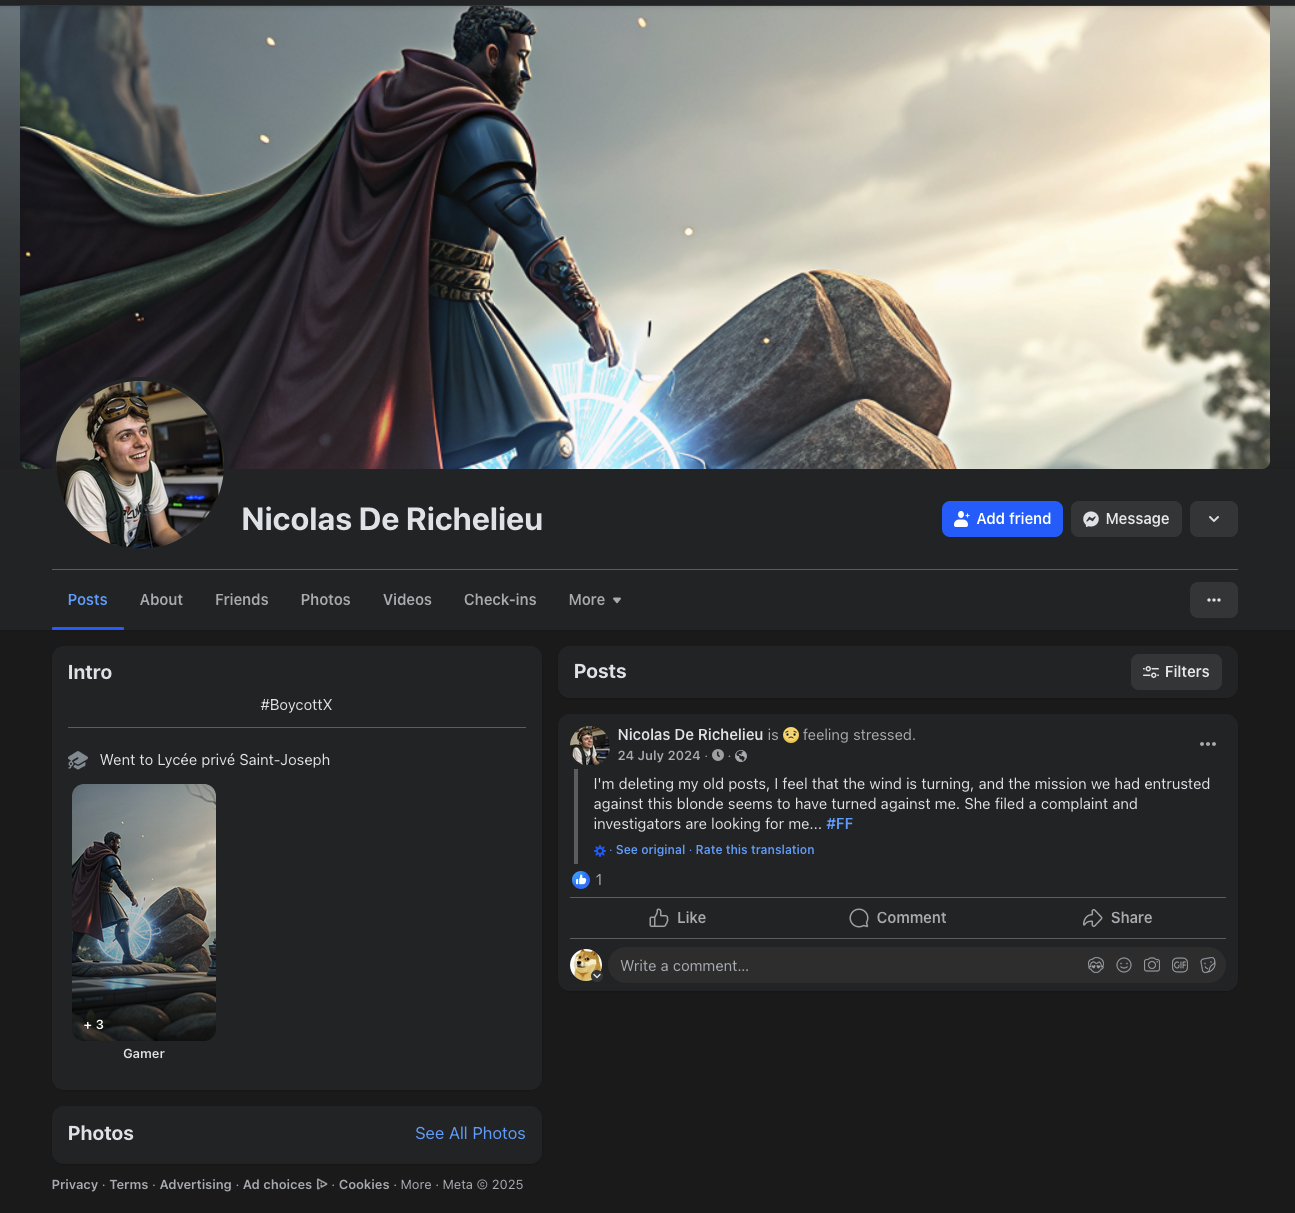 Nicolas De Richelieu
Add friend
Message
Posts
About
Friends
Photos
Videos
Check-ins
More
Intro
#BoycottX
Went to Lycée privé Saint-Joseph
+ 3
Gamer
Photos
See All Photos
Privacy · Terms · Advertising · Ad choices · Cookies · More · Meta © 2025
Posts
Filters
Nicolas De Richelieu is 😟 feeling stressed.
24 July 2024 · ·
I'm deleting my old posts, I feel that the wind is turning, and the mission we had entrusted
against this blonde seems to have turned against me. She filed a complaint and
investigators are looking for me... #FF
· See original · Rate this translation
1
Like
Comment
Share
Write a comment...
GIF